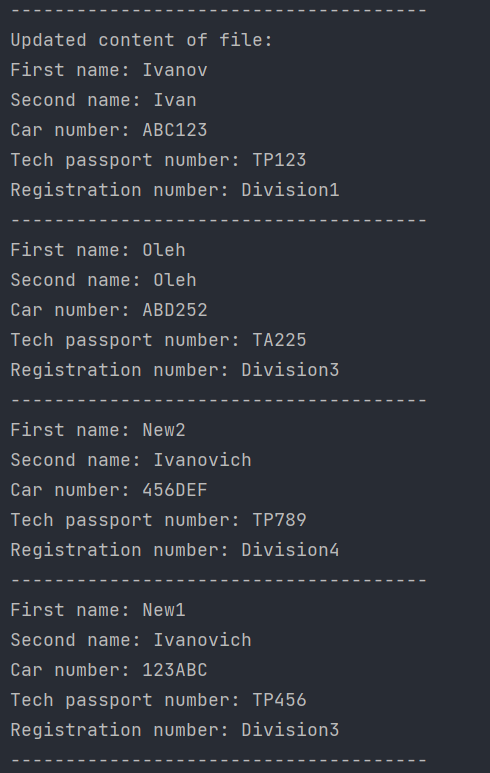 --------------------------------------
Updated content of file:
First name: Ivanov
Second name: Ivan
Car number: ABC123
Tech passport number: TP123
Registration number: Division1
--------------------------------------
First name: Oleh
Second name: Oleh
Car number: ABD252
Tech passport number: TA225
Registration number: Division3
--------------------------------------
First name: New2
Second name: Ivanovich
Car number: 456DEF
Tech passport number: TP789
Registration number: Division4
--------------------------------------
First name: New1
Second name: Ivanovich
Car number: 123ABC
Tech passport number: TP456
Registration number: Division3
--------------------------------------